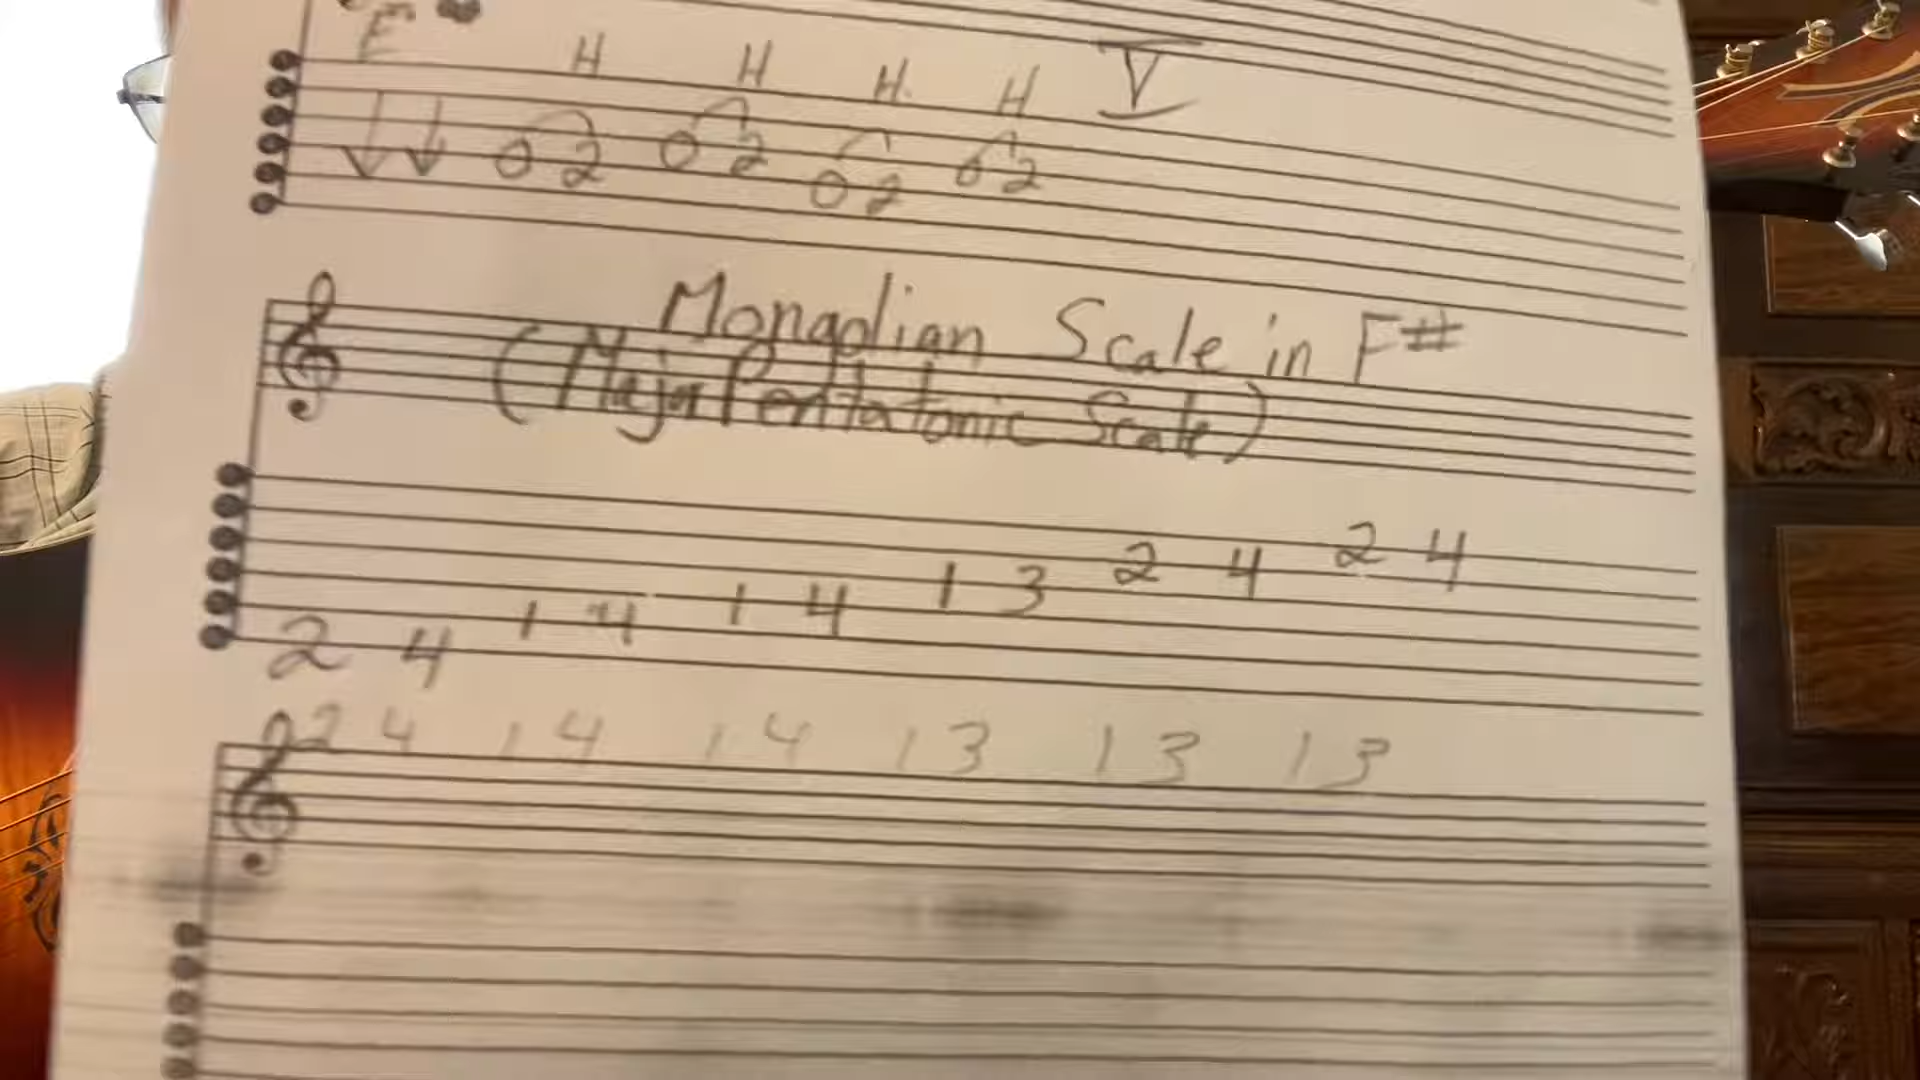 Em
H H H H V
0 2 0 2 0 2 0 2
Mongolian Scale in F#
(Major Pentatonic Scale)
2 4 1 4 1 4 1 3 2 4 2 4
2 4 1 4 1 4 1 3 1 3 1 3